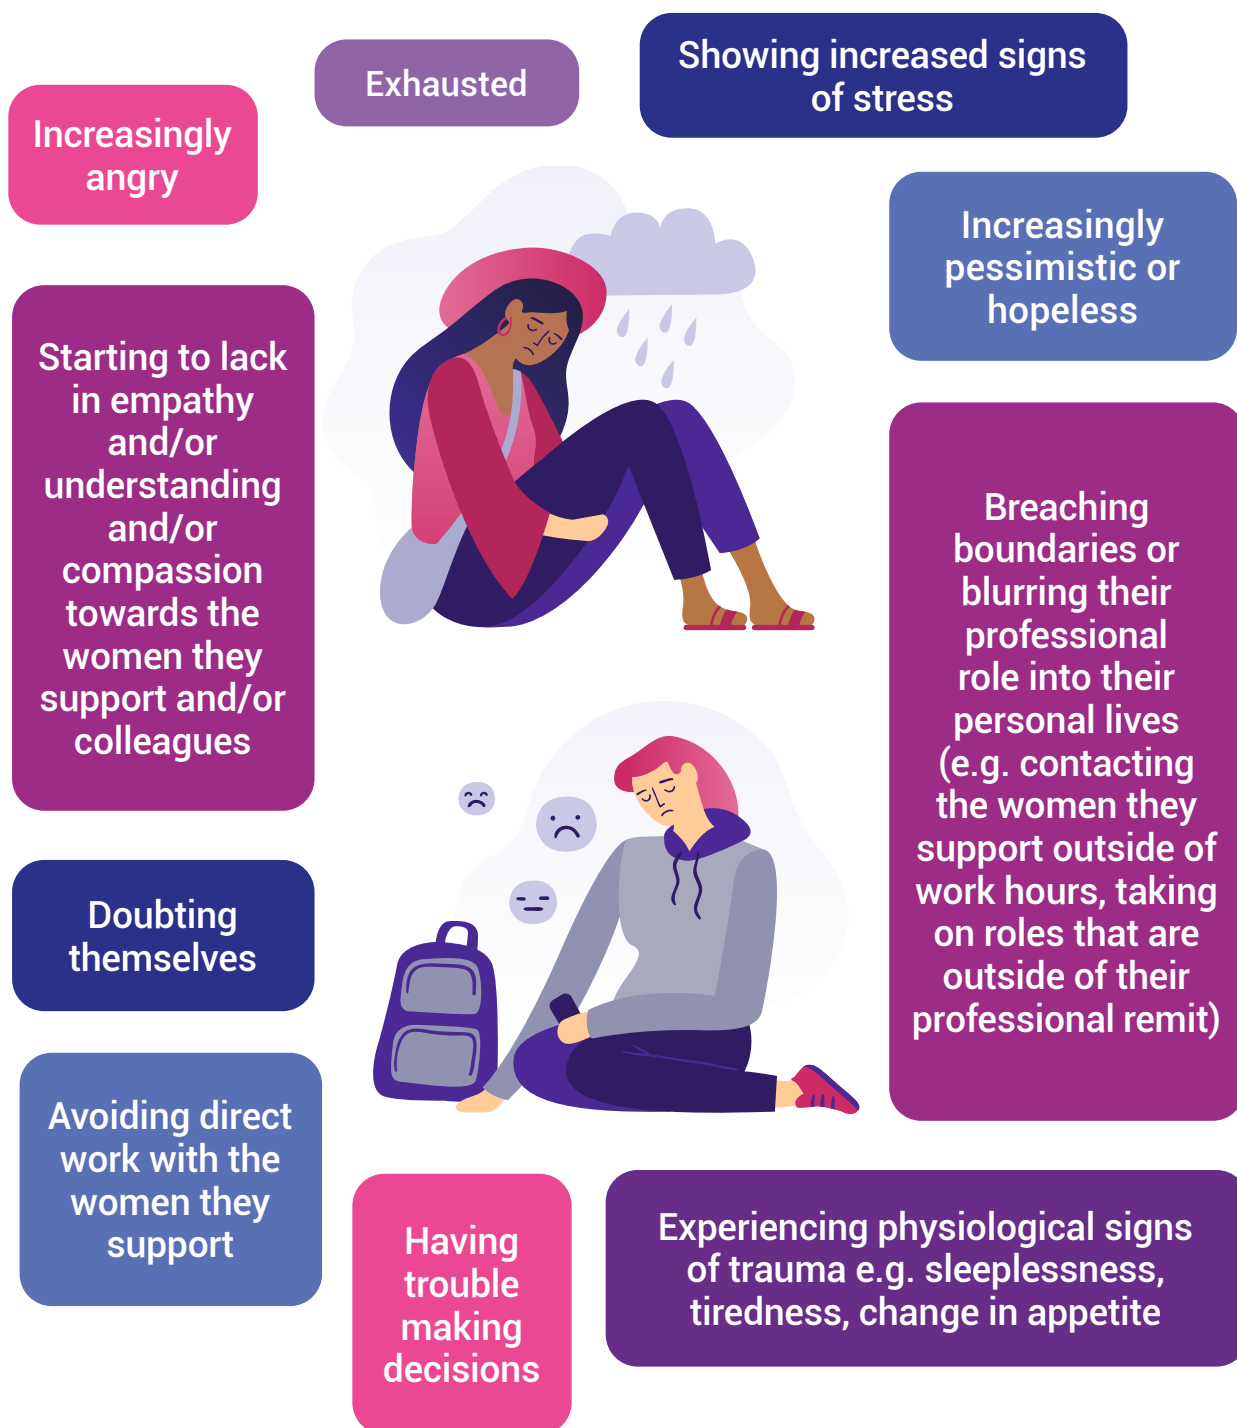 Exhausted
Showing increased signs
of stress
Increasingly
angry
Increasingly
pessimistic or
hopeless
Starting to lack
in empathy
and/or
understanding
and/or
compassion
towards the
women they
support and/or
colleagues
Breaching
boundaries or
blurring their
professional
role into their
personal lives
(e.g. contacting
the women they
support outside of
work hours, taking
on roles that are
outside of their
professional remit)
Doubting
themselves
Avoiding direct
work with the
women they
support
Having
trouble
making
decisions
Experiencing physiological signs
of trauma e.g. sleeplessness,
tiredness, change in appetite